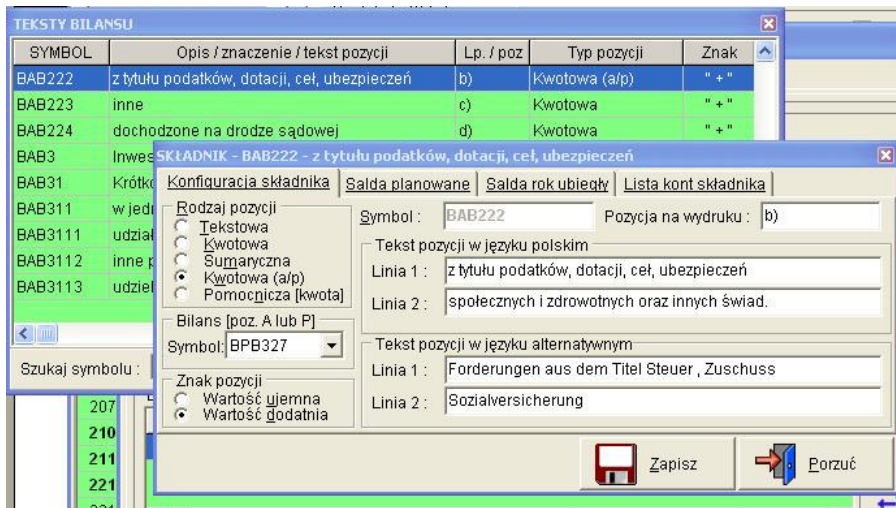 TEKSTY BILANSU
SYMBOL Opis / znaczenie / tekst pozycji Lp. / poz Typ pozycji Znak
BAB222 z tytułu podatków, dotacji, ceł, ubezpieczeń b) Kwotowa (a/p) " + "
BAB223 inne c) Kwotowa " + "
BAB224 dochodzone na drodze sądowej d) Kwotowa " + "
BAB3 Inwes
BAB31 Krótko
BAB311 w jedn
BAB3111 udział
BAB3112 inne p
BAB3113 udziel
Szukaj symbolu :
SKŁADNIK - BAB222 - z tytułu podatków, dotacji, ceł, ubezpieczeń
Konfiguracja składnika Salda planowane Salda rok ubiegły Lista kont składnika
Rodzaj pozycji
Tekstowa
Kwotowa
Sumaryczna
Kwotowa (a/p)
Pomocnicza [kwota]
Bilans [poz. A lub P]
Symbol: BPB327
Znak pozycji
Wartość ujemna
Wartość dodatnia
Symbol : BAB222 Pozycja na wydruku : b)
Tekst pozycji w języku polskim
Linia 1 : z tytułu podatków, dotacji, ceł, ubezpieczeń
Linia 2 : społecznych i zdrowotnych oraz innych świad.
Tekst pozycji w języku alternatywnym
Linia 1 : Forderungen aus dem Titel Steuer , Zuschuss
Linia 2 : Sozialversicherung
Zapisz Porzuć
207
210
211
221